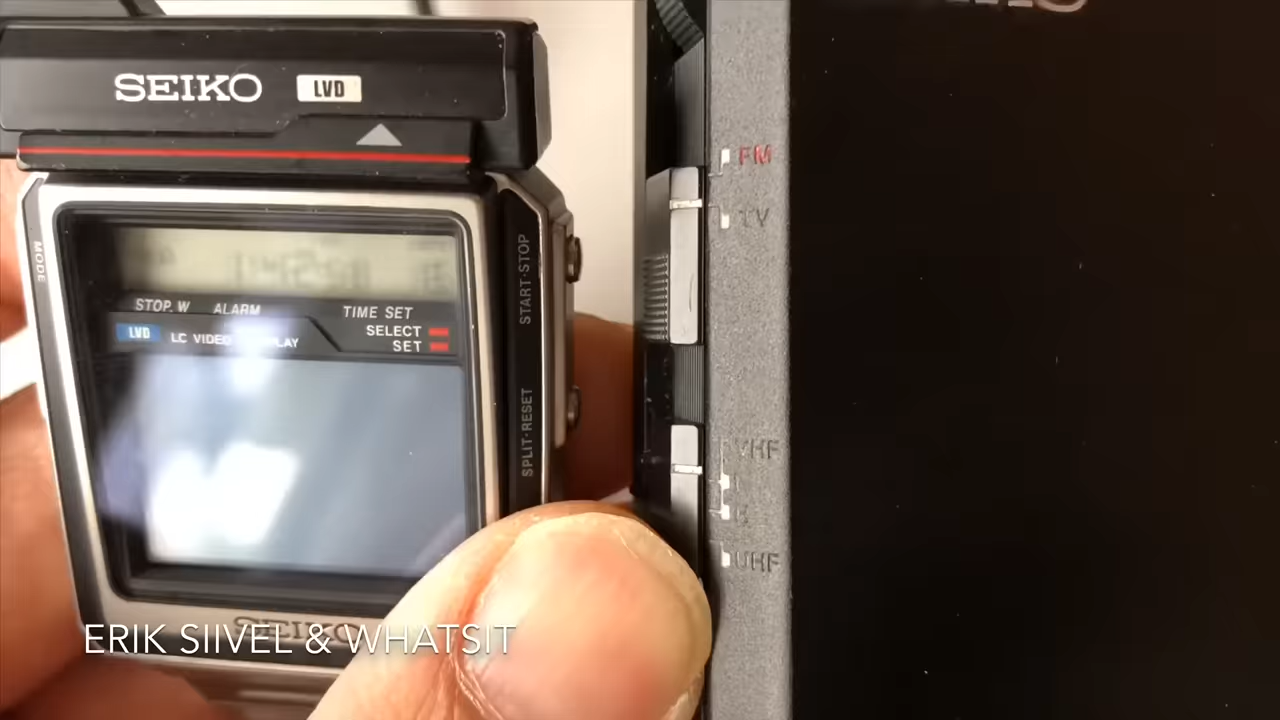 SEIKO LVD
MODE
STOP. W ALARM TIME SET
LVD LC VIDEO SELECT
SET
START·STOP
SPLIT·RESET
SEIKO
FM
TV
VHF
UHF
ERIK SIIVEL & WHATSIT